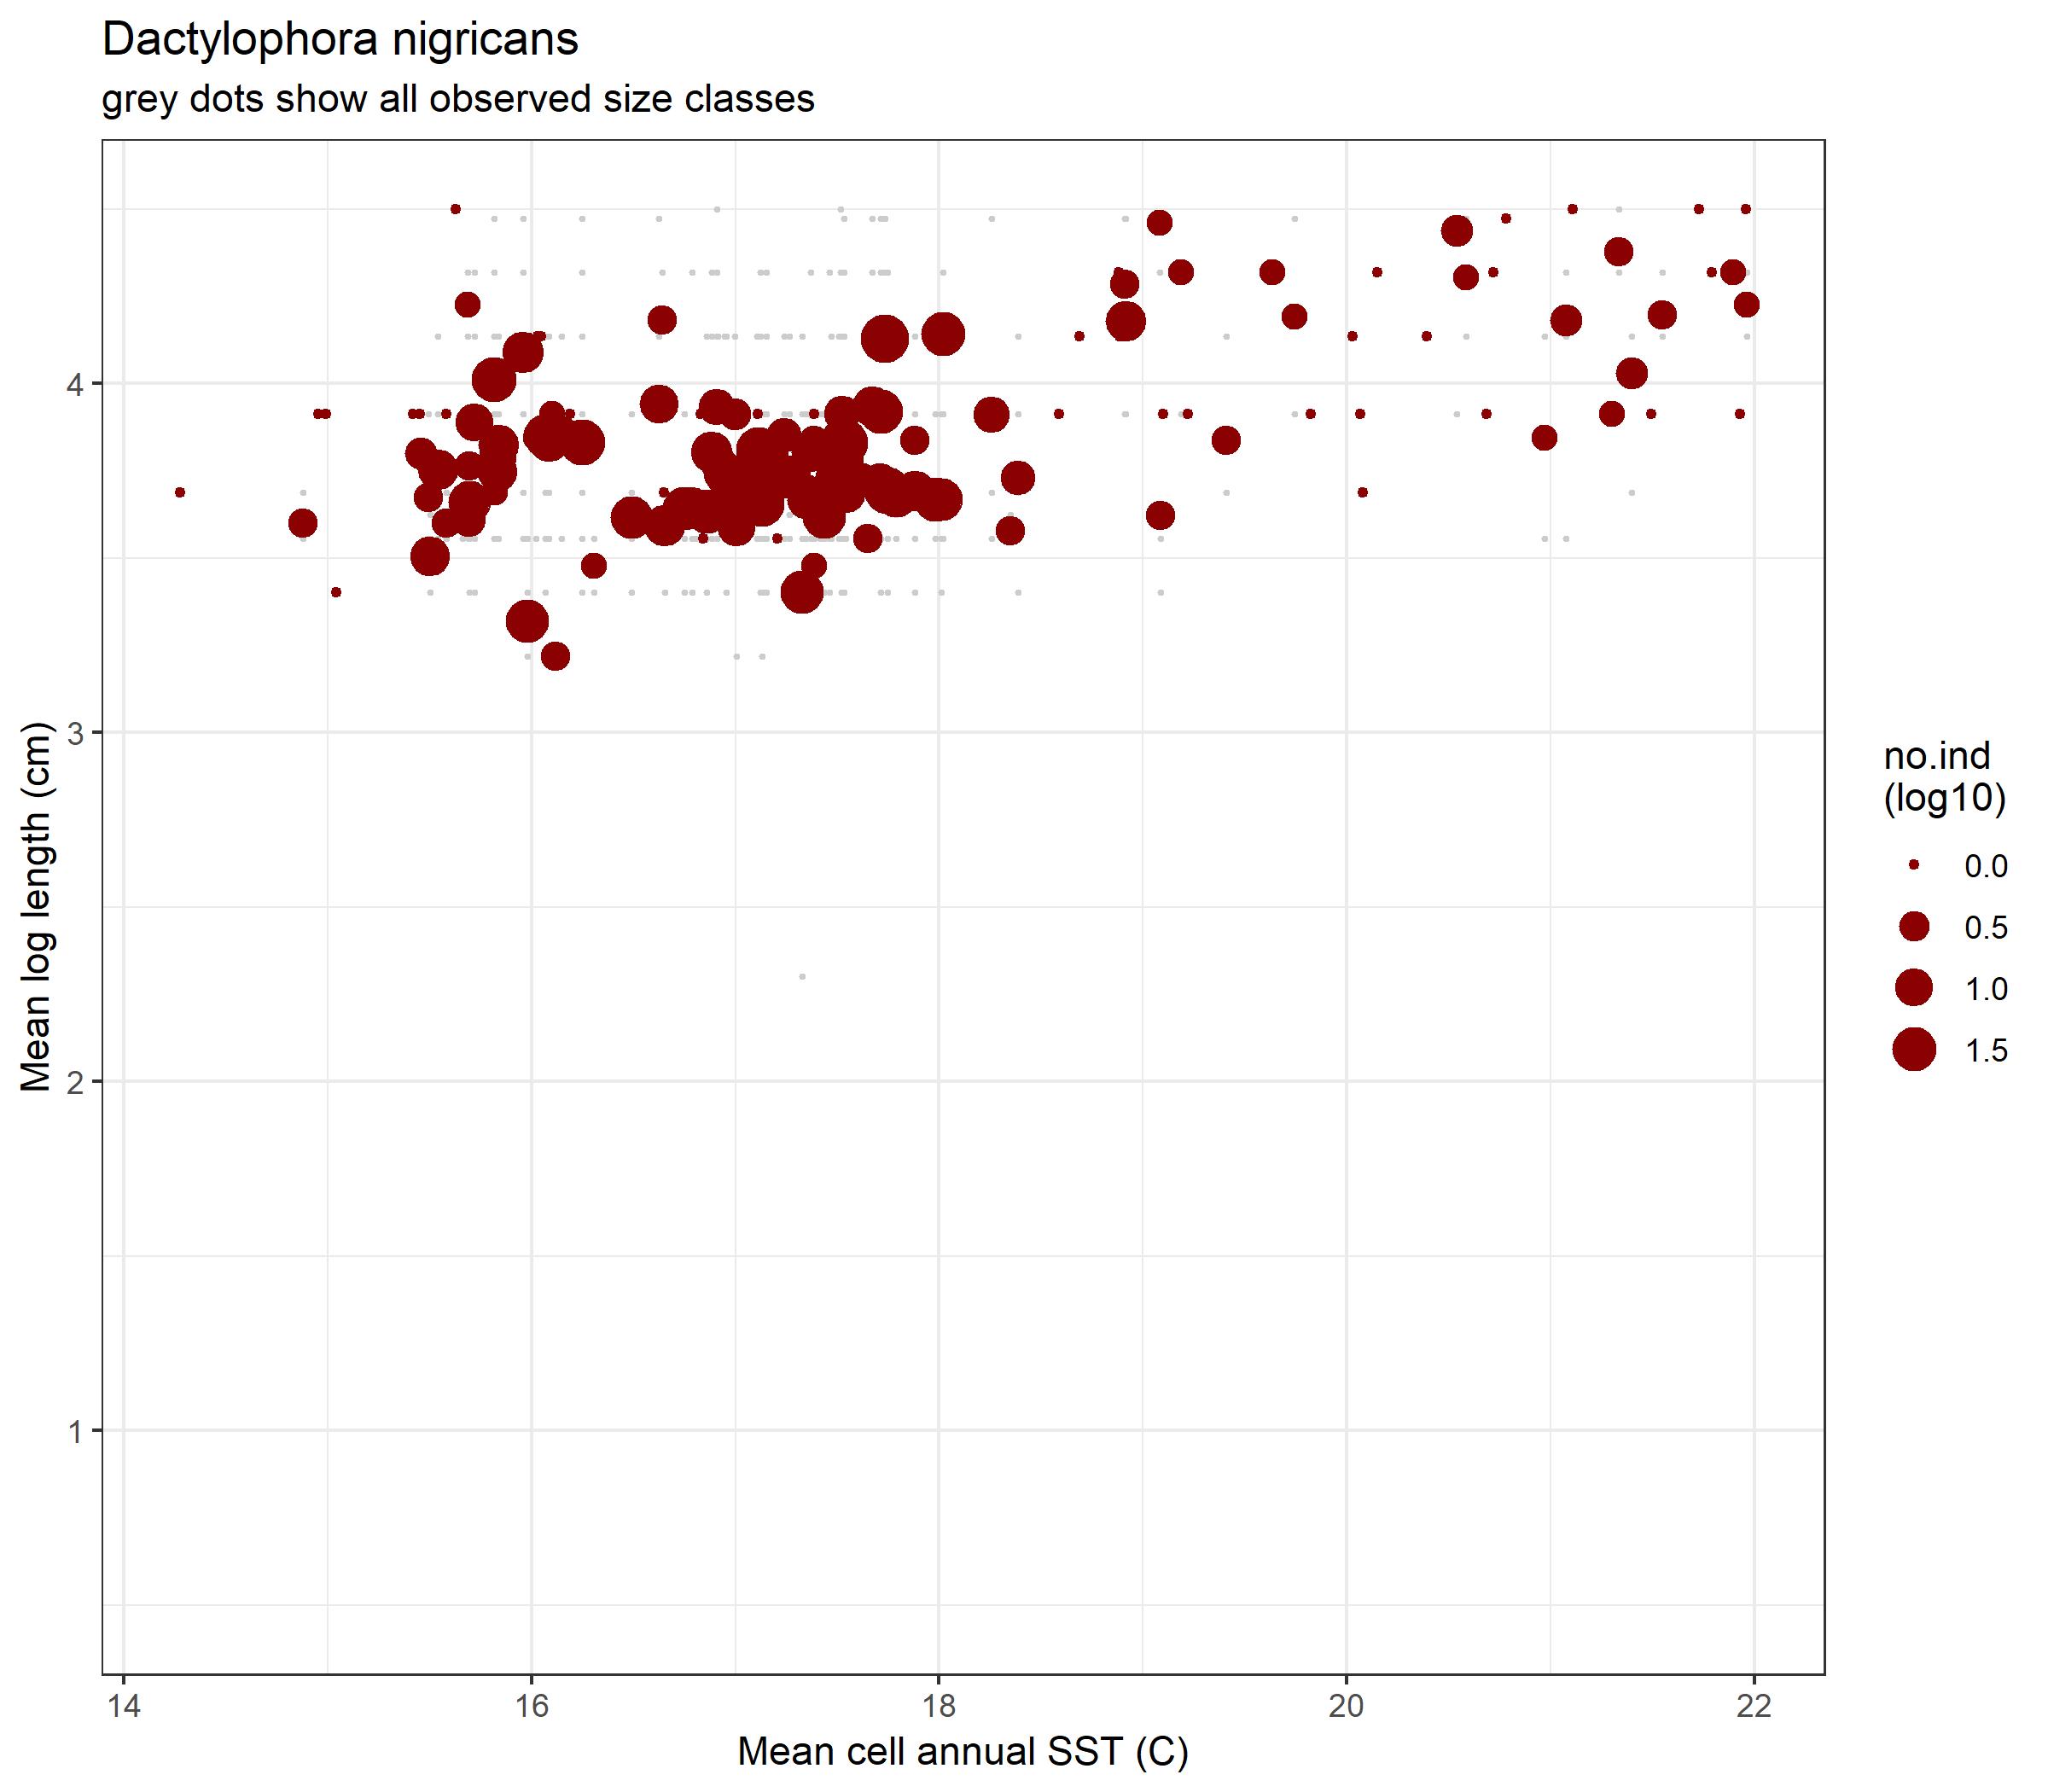 Dactylophora nigricans
grey dots show all observed size classes
Mean log length (cm)
4
3
2
1
14
16
18
20
22
Mean cell annual SST (C)
no.ind
(log10)
0.0
0.5
1.0
1.5